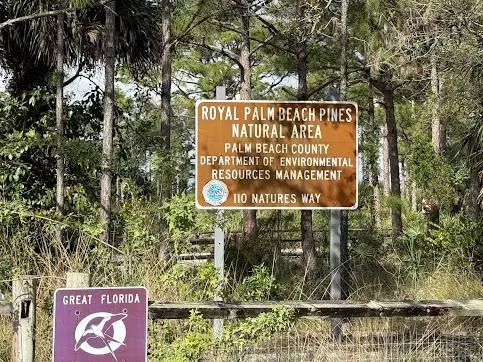 ROYAL PALM BEACH PINES
NATURAL AREA
PALM BEACH COUNTY
DEPARTMENT OF ENVIRONMENTAL
RESOURCES MANAGEMENT
110 NATURES WAY
GREAT FLORIDA